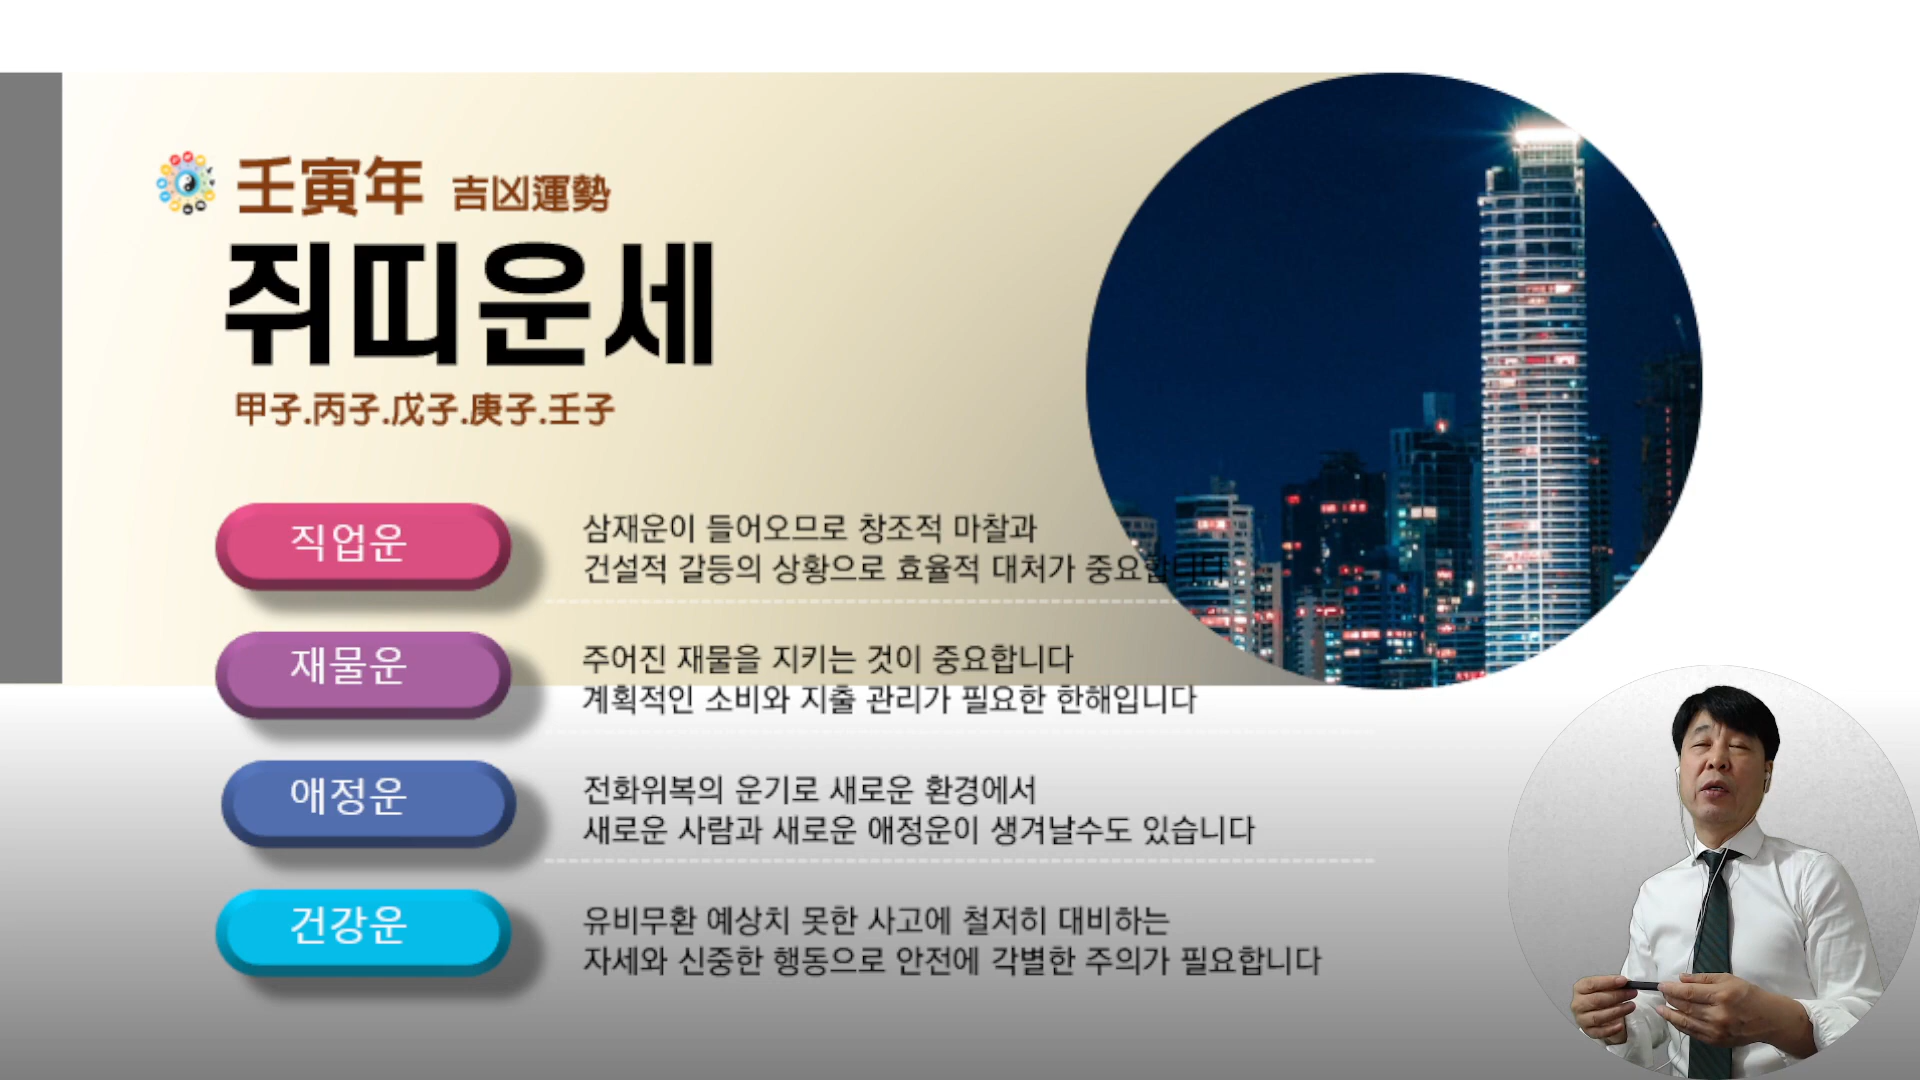 壬寅年 吉凶運勢
쥐띠운세
甲子.丙子.戊子.庚子.壬子
직업운
삼재운이 들어오므로 창조적 마찰과
건설적 갈등의 상황으로 효율적 대처가 중요합니다
재물운
주어진 재물을 지키는 것이 중요합니다
계획적인 소비와 지출 관리가 필요한 한해입니다
애정운
전화위복의 운기로 새로운 환경에서
새로운 사람과 새로운 애정운이 생겨날수도 있습니다
건강운
유비무환 예상치 못한 사고에 철저히 대비하는
자세와 신중한 행동으로 안전에 각별한 주의가 필요합니다